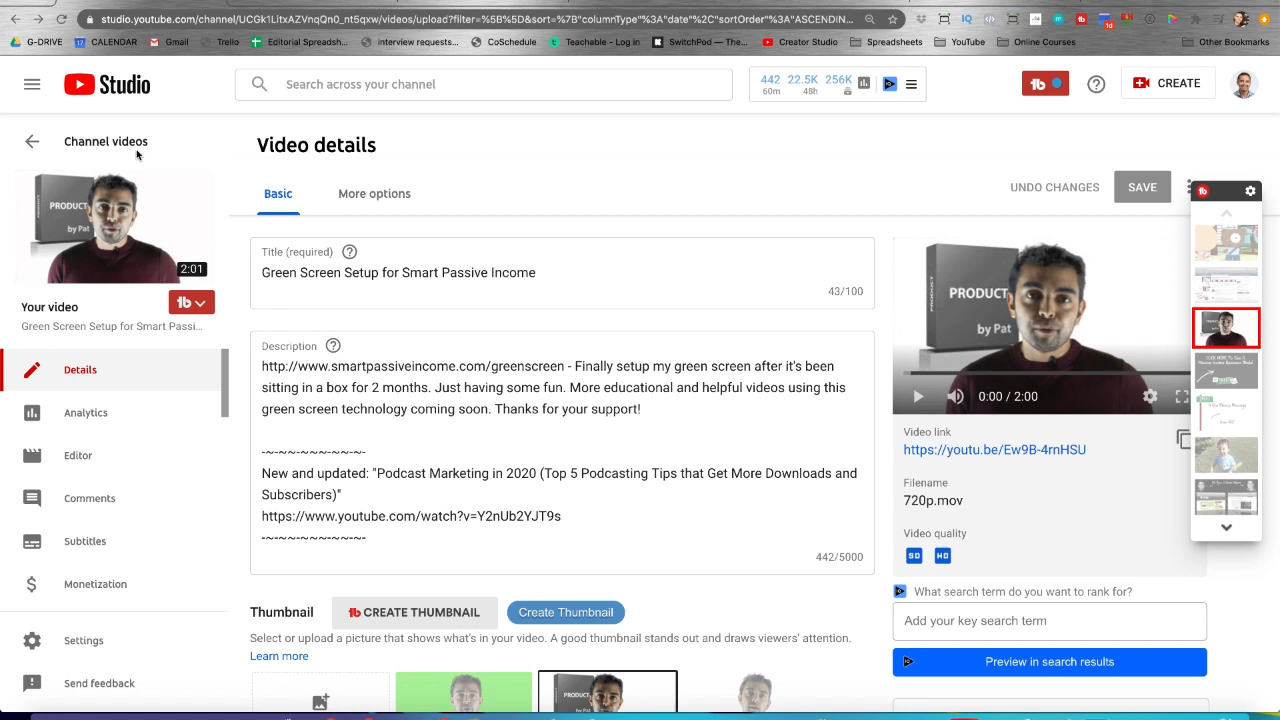 studio.youtube.com/channel/UCGk1LitxAZVnqQn0_nt5qxw/videos/upload?filter=%5B%5D&sort=%7B"columnType"%3A"date"%2C"sortOrder"%3A"ASCENDIN...
G-DRIVE
17 CALENDAR
Gmail
Trello
Editorial Spreadsh...
interview requests...
CoSchedule
Teachable - Log in
SwitchPod — The...
Creator Studio
Spreadsheets
YouTube
Online Courses
Other Bookmarks
Studio
Search across your channel
442 22.5K 256K
60m 48h
tb
CREATE
Channel videos
Video details
Basic
More options
UNDO CHANGES
SAVE
PRODUCT
by Pat
2:01
Your video
tb
Green Screen Setup for Smart Passi...
Title (required)
Green Screen Setup for Smart Passive Income
43/100
Description
http://www.smartpassiveincome.com/greenscreen - Finally setup my green screen after it's been
sitting in a box for 2 months. Just having some fun. More educational and helpful videos using this
green screen technology coming soon. Thanks for your support!
-~-~~-~~~-~~-~-
New and updated: "Podcast Marketing in 2020 (Top 5 Podcasting Tips that Get More Downloads and
Subscribers)"
https://www.youtube.com/watch?v=Y2nUb2YJT9s
-~-~~-~~~-~~-~-
442/5000
PRODUCT
by Pat
0:00 / 2:00
Video link
https://youtu.be/Ew9B-4rnHSU
Filename
720p.mov
Video quality
SD HD
Details
Analytics
Editor
Comments
Subtitles
Monetization
Settings
Send feedback
Thumbnail
tb CREATE THUMBNAIL
Create Thumbnail
Select or upload a picture that shows what's in your video. A good thumbnail stands out and draws viewers' attention.
Learn more
PRODUCT
What search term do you want to rank for?
Add your key search term
Preview in search results